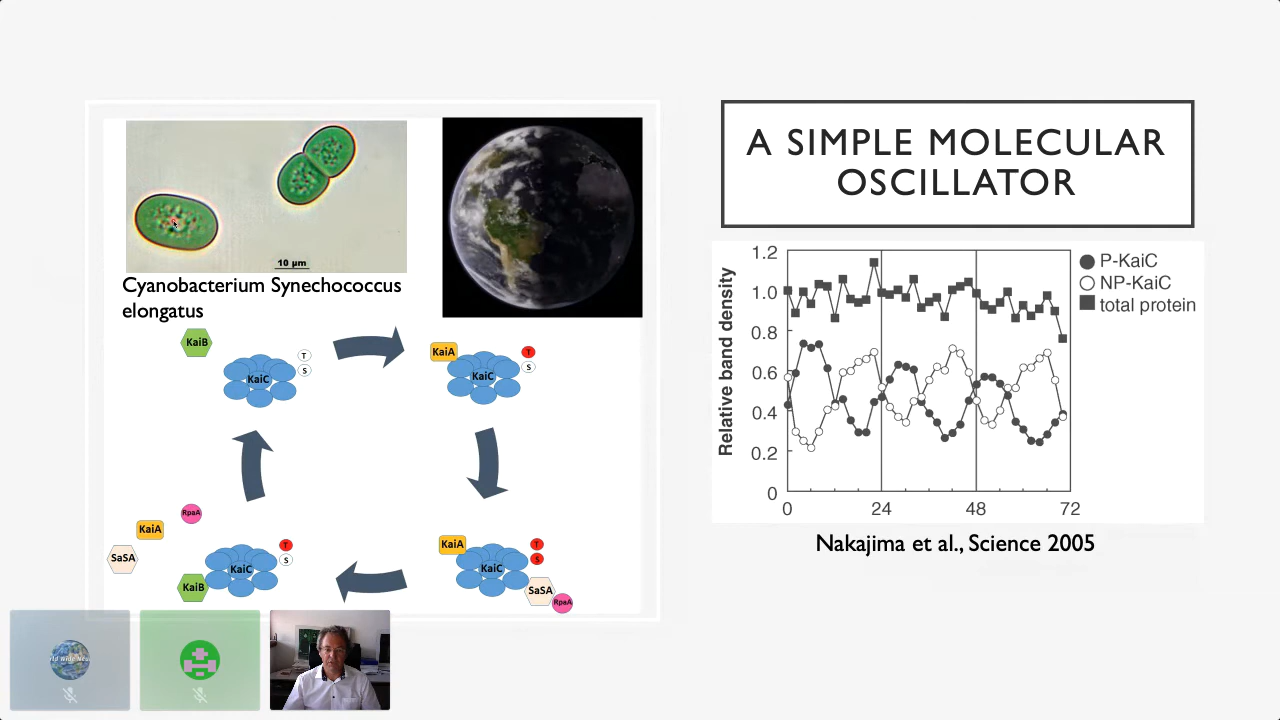 A SIMPLE MOLECULAR
OSCILLATOR
10 µm
Cyanobacterium Synechococcus
elongatus
KaiB
KaiC
T
S
KaiA
KaiC
T
S
RpaA
KaiA
SaSA
KaiB
KaiC
T
S
KaiA
KaiC
T
S
SaSA
RpaA
Relative band density
1.2
1.0
0.8
0.6
0.4
0.2
0
0
24
48
72
P-KaiC
NP-KaiC
total protein
Nakajima et al., Science 2005